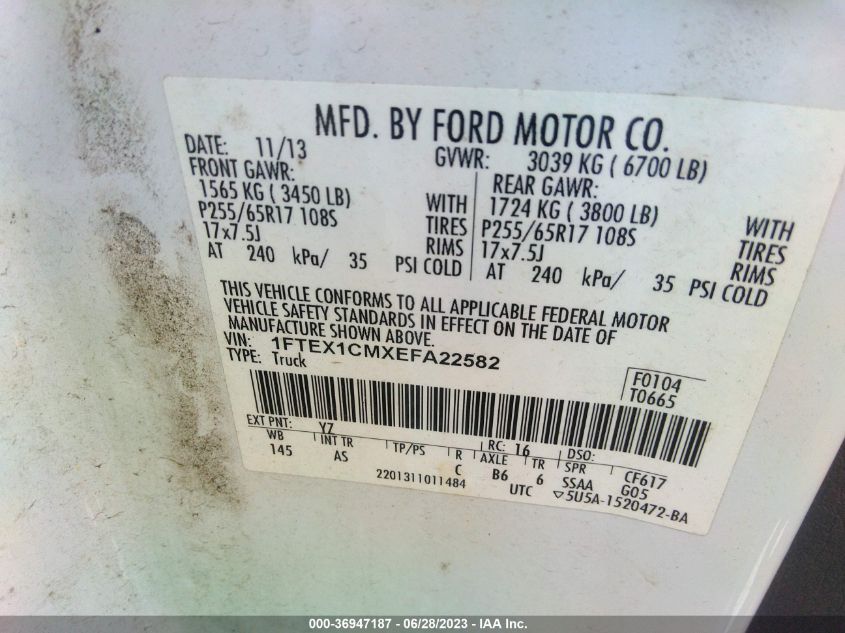 MFD. BY FORD MOTOR CO.
DATE: 11/13 GVWR: 3039 KG ( 6700 LB)
FRONT GAWR: REAR GAWR:
1565 KG ( 3450 LB) WITH 1724 KG ( 3800 LB) WITH
P255/65R17 108S TIRES P255/65R17 108S TIRES
17x7.5J RIMS 17x7.5J RIMS
AT 240 kPa/ 35 PSI COLD AT 240 kPa/ 35 PSI COLD
THIS VEHICLE CONFORMS TO ALL APPLICABLE FEDERAL MOTOR
VEHICLE SAFETY STANDARDS IN EFFECT ON THE DATE OF
MANUFACTURE SHOWN ABOVE.
VIN: 1FTEX1CMXEFA22582
TYPE: Truck
F0104
T0665
EXT PNT: YZ RC: 16 DSO:
WB INT TR TP/PS R AXLE TR SPR CF617
145 AS C B6 6 SSAA G05
2201311011484 UTC ▽5U5A-1520472-BA
000-36947187 - 06/28/2023 - IAA Inc.